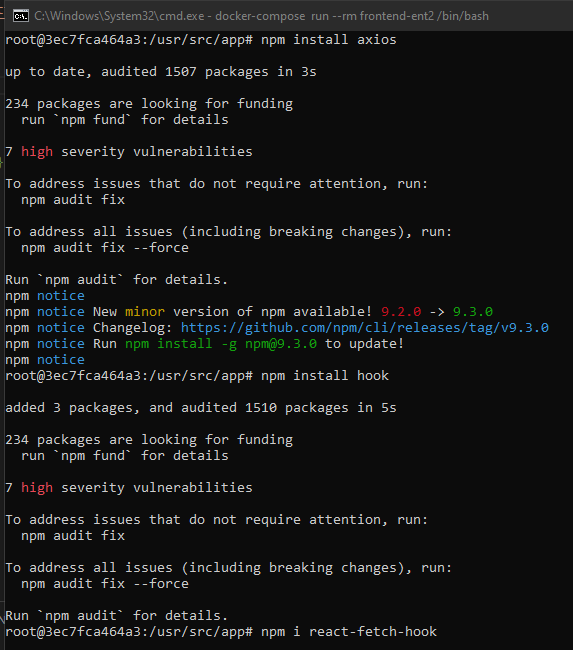 C:\Windows\System32\cmd.exe - docker-compose run --rm frontend-ent2 /bin/bash
root@3ec7fca464a3:/usr/src/app# npm install axios
up to date, audited 1507 packages in 3s
234 packages are looking for funding
run `npm fund` for details
7 high severity vulnerabilities
To address issues that do not require attention, run:
npm audit fix
To address all issues (including breaking changes), run:
npm audit fix --force
Run `npm audit` for details.
npm notice
npm notice New minor version of npm available! 9.2.0 -> 9.3.0
npm notice Changelog: https://github.com/npm/cli/releases/tag/v9.3.0
npm notice Run npm install -g npm@9.3.0 to update!
npm notice
root@3ec7fca464a3:/usr/src/app# npm install hook
added 3 packages, and audited 1510 packages in 5s
234 packages are looking for funding
run `npm fund` for details
7 high severity vulnerabilities
To address issues that do not require attention, run:
npm audit fix
To address all issues (including breaking changes), run:
npm audit fix --force
Run `npm audit` for details.
root@3ec7fca464a3:/usr/src/app# npm i react-fetch-hook